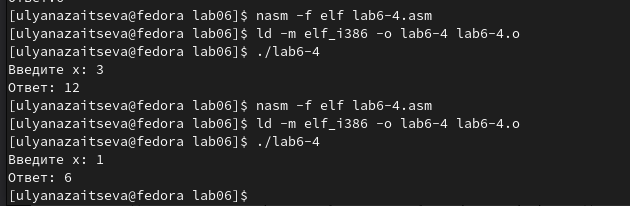 [ulyanazaitseva@fedora lab06]$ nasm -f elf lab6-4.asm
[ulyanazaitseva@fedora lab06]$ ld -m elf_i386 -o lab6-4 lab6-4.o
[ulyanazaitseva@fedora lab06]$ ./lab6-4
Введите x: 3
Ответ: 12
[ulyanazaitseva@fedora lab06]$ nasm -f elf lab6-4.asm
[ulyanazaitseva@fedora lab06]$ ld -m elf_i386 -o lab6-4 lab6-4.o
[ulyanazaitseva@fedora lab06]$ ./lab6-4
Введите x: 1
Ответ: 6
[ulyanazaitseva@fedora lab06]$